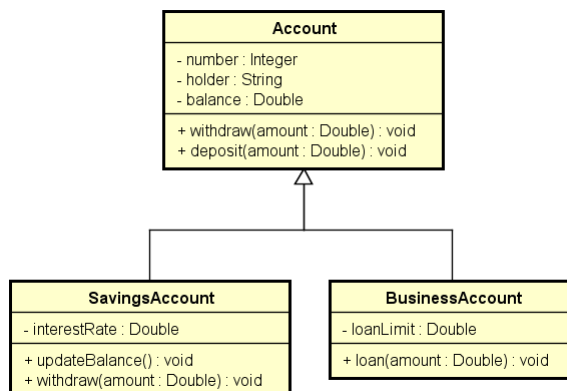 Account
- number : Integer
- holder : String
- balance : Double
+ withdraw(amount : Double) : void
+ deposit(amount : Double) : void
SavingsAccount
- interestRate : Double
+ updateBalance() : void
+ withdraw(amount : Double) : void
BusinessAccount
- loanLimit : Double
+ loan(amount : Double) : void